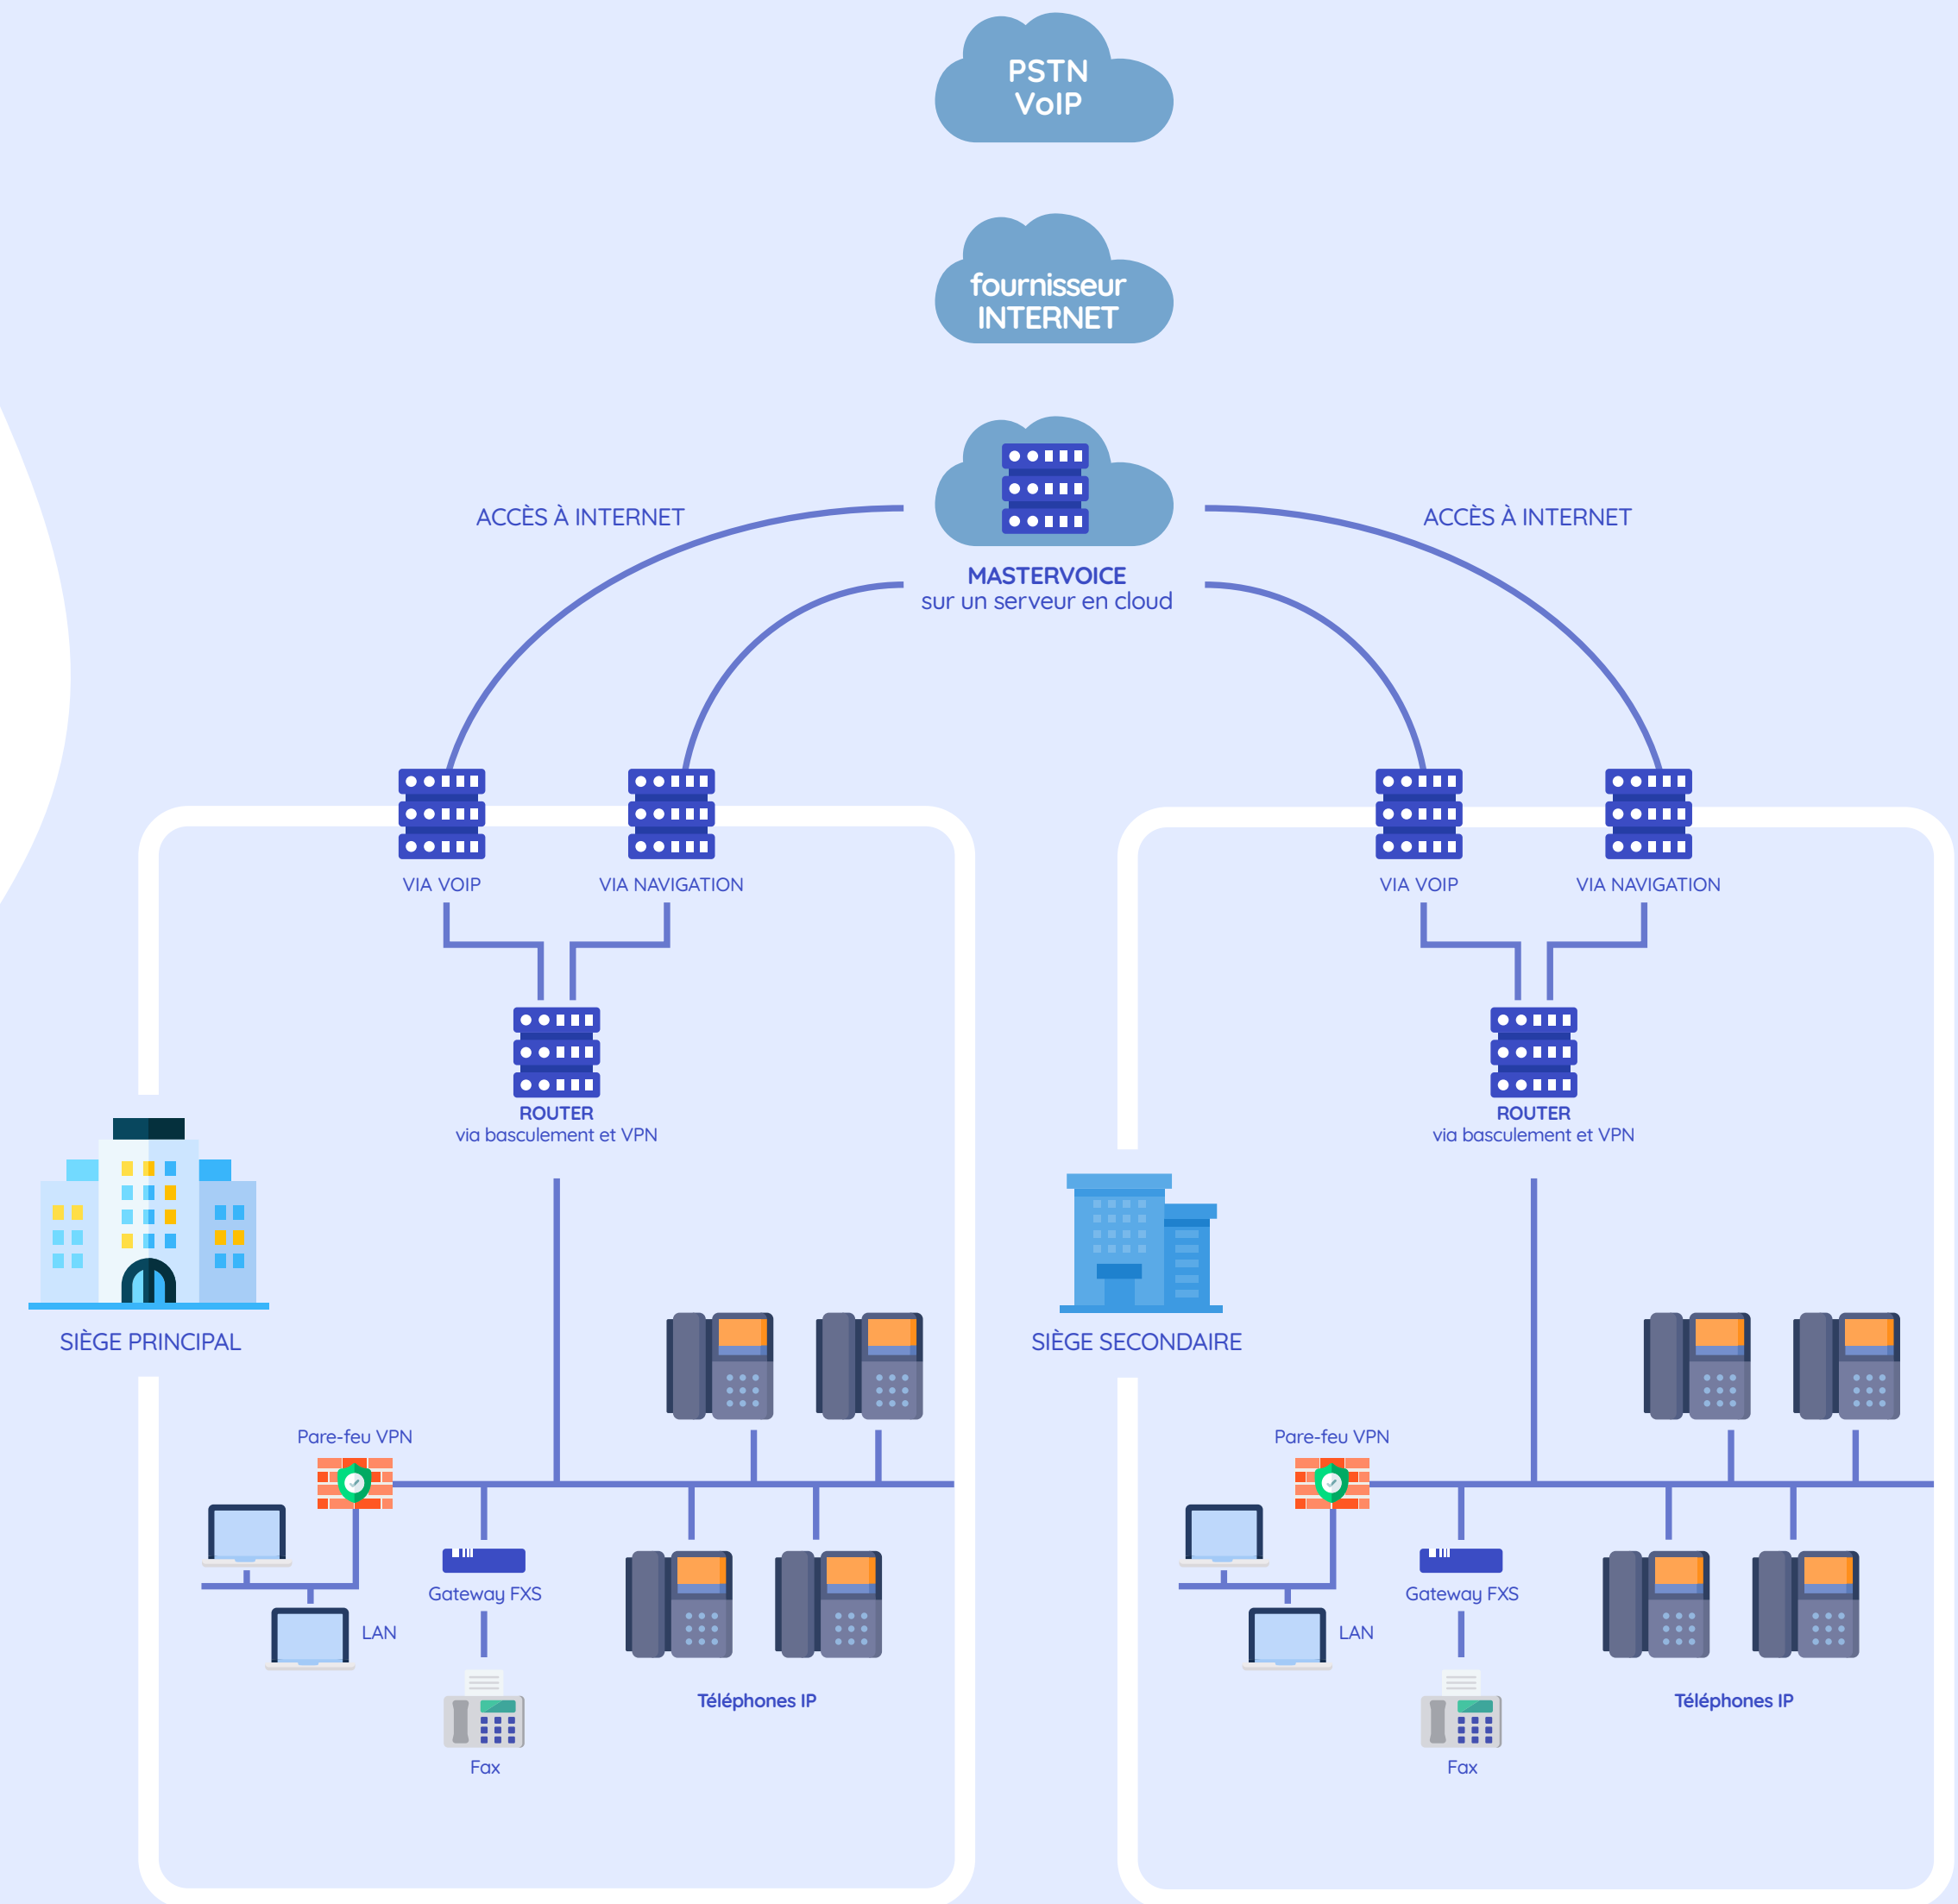 PSTN
VoIP
fournisseur
INTERNET
ACCÈS À INTERNET
ACCÈS À INTERNET
MASTERVOICE
sur un serveur en cloud
VIA VOIP
VIA NAVIGATION
VIA VOIP
VIA NAVIGATION
ROUTER
via basculement et VPN
ROUTER
via basculement et VPN
SIÈGE PRINCIPAL
SIÈGE SECONDAIRE
Pare-feu VPN
Pare-feu VPN
Gateway FXS
Gateway FXS
LAN
LAN
Téléphones IP
Téléphones IP
Fax
Fax